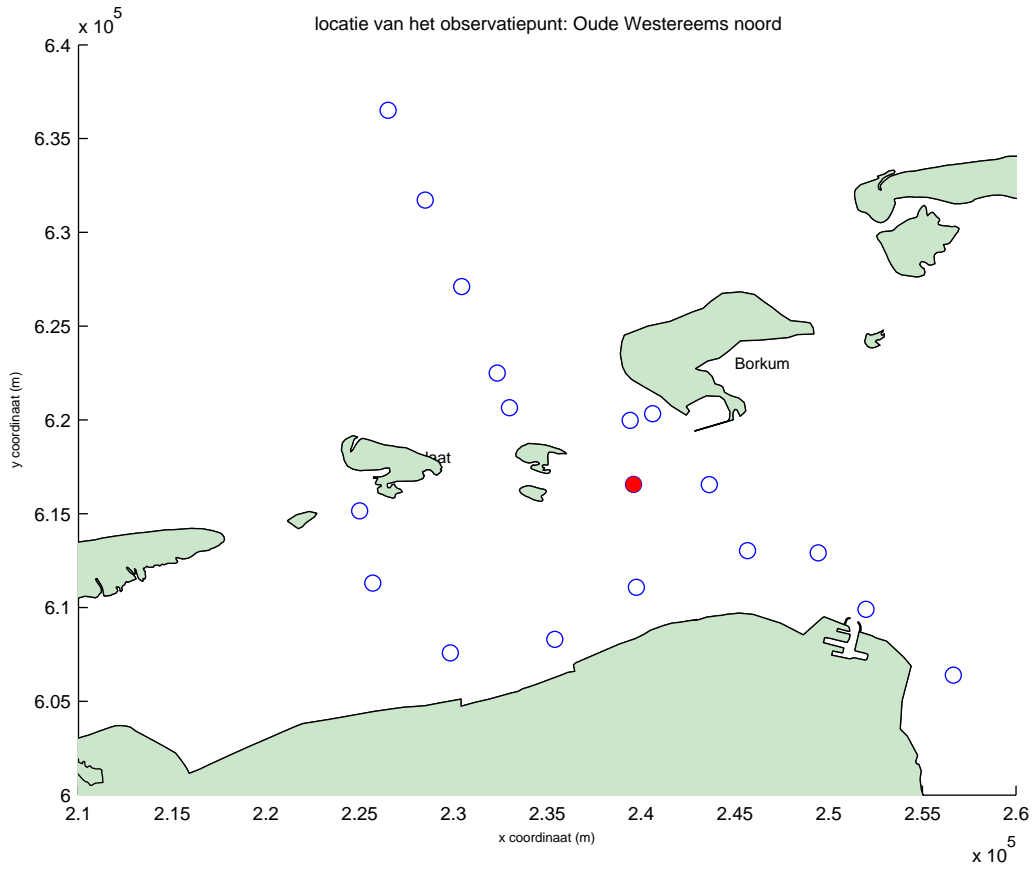 x 10^5
locatie van het observatiepunt: Oude Westereems noord
6.4
6.35
6.3
6.25
Borkum
6.2
laat
6.15
6.1
6.05
6
2.1 2.15 2.2 2.25 2.3 2.35 2.4 2.45 2.5 2.55 2.6
x coordinaat (m)
x 10^5
y coordinaat (m)